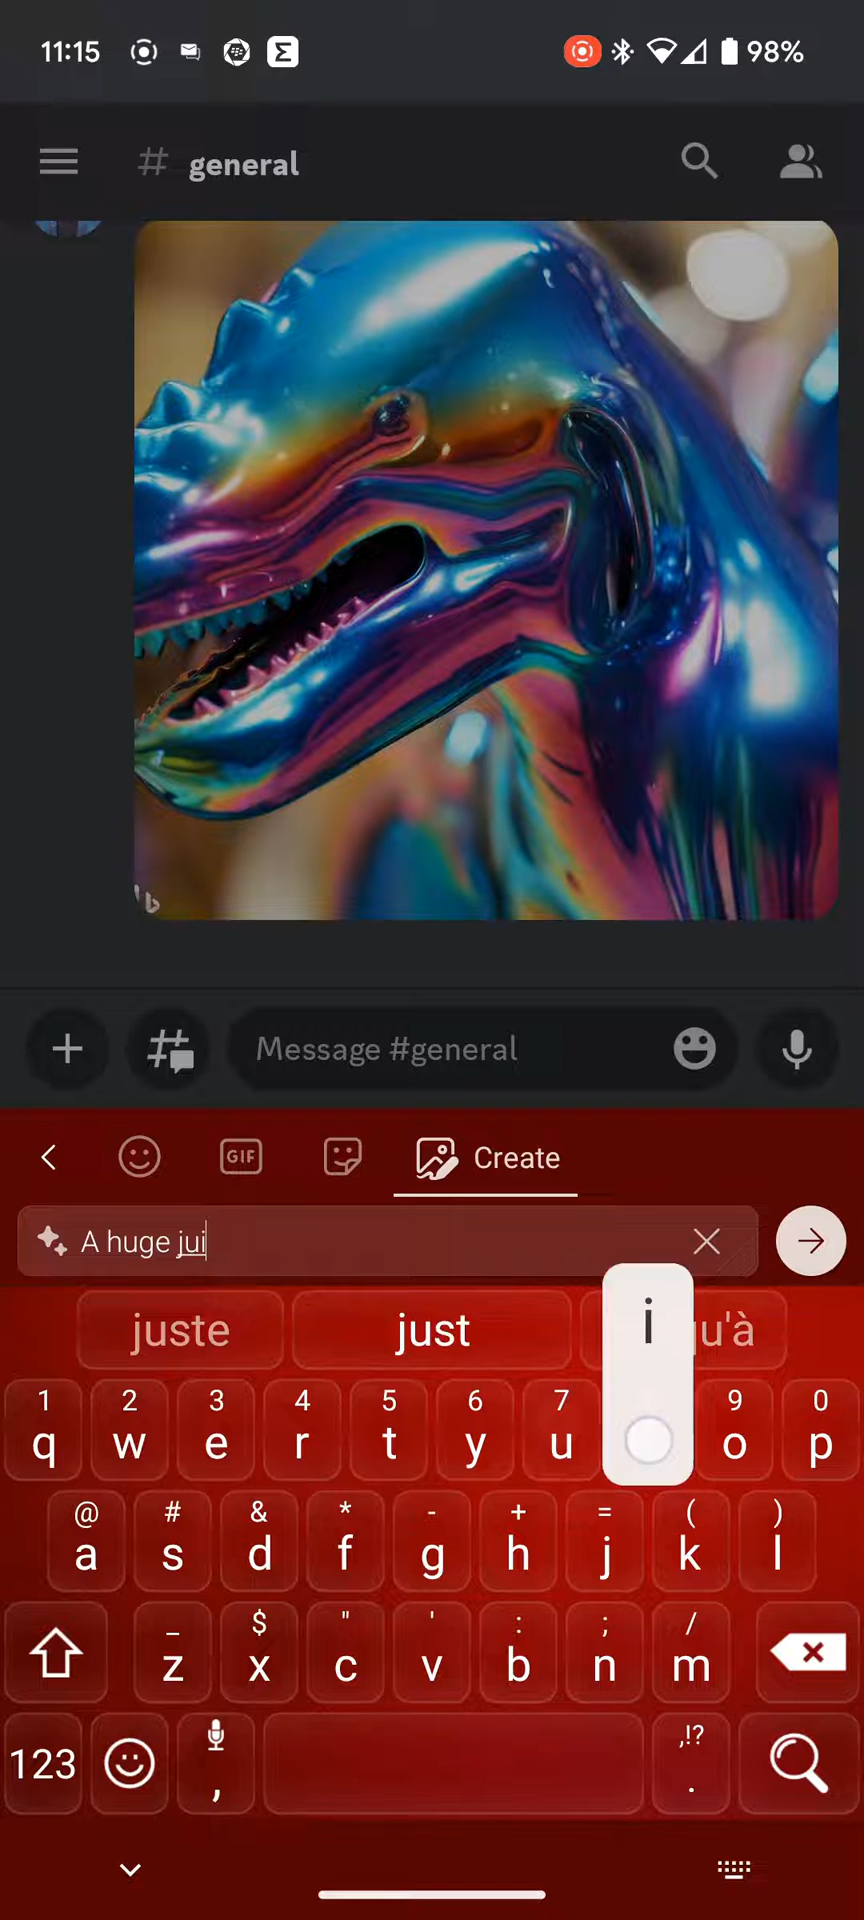 11:15 98%
# general
Message #general
GIF Create
A huge jui
juste just u'à
i
1 2 3 4 5 6 7 9 0
q w e r t y u o p
@ # & * - + = ( )
a s d f g h j k l
_ $ " ' : ; /
z x c v b n m
,!?
123 , .